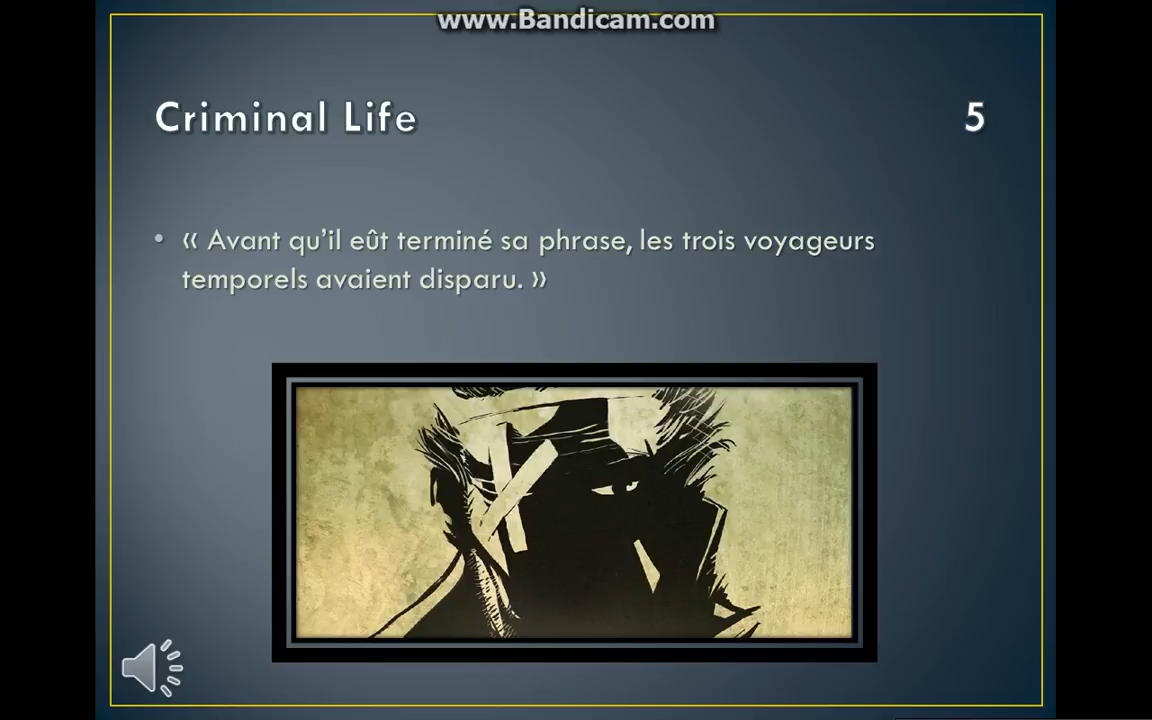 www.Bandicam.com
Criminal Life 5
• « Avant qu’il eût terminé sa phrase, les trois voyageurs
temporels avaient disparu. »